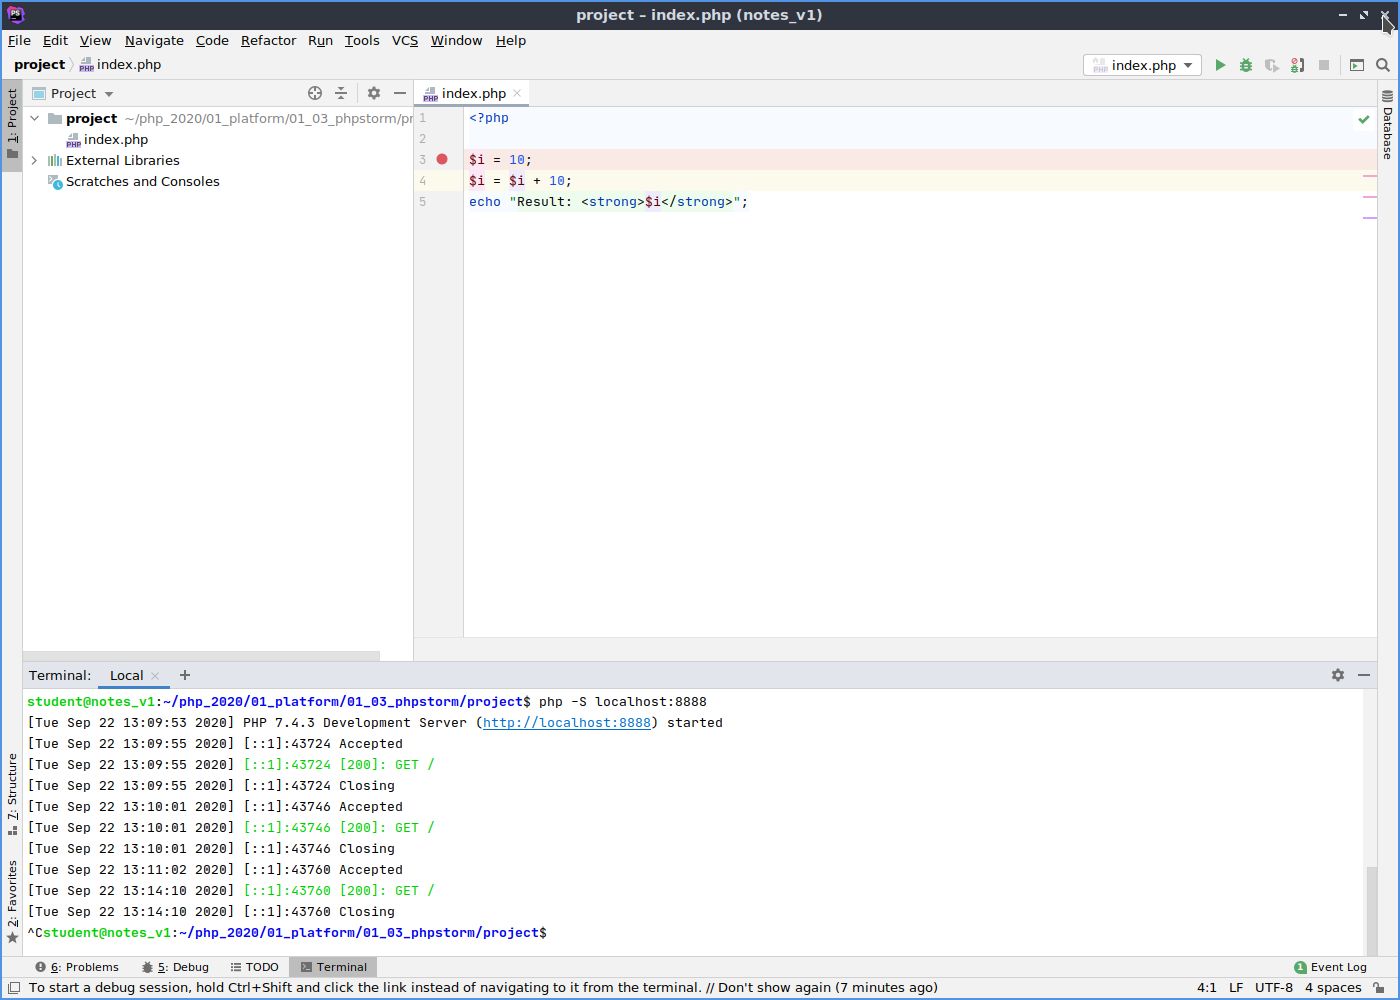 project – index.php (notes_v1)
File Edit View Navigate Code Refactor Run Tools VCS Window Help
project index.php
index.php
1: Project
Project
project ~/php_2020/01_platform/01_03_phpstorm/pr
index.php
External Libraries
Scratches and Consoles
index.php
1 <?php
2
3 $i = 10;
4 $i = $i + 10;
5 echo "Result: <strong>$i</strong>";
Database
Terminal: Local
student@notes_v1:~/php_2020/01_platform/01_03_phpstorm/project$ php -S localhost:8888
[Tue Sep 22 13:09:53 2020] PHP 7.4.3 Development Server (http://localhost:8888) started
[Tue Sep 22 13:09:55 2020] [::1]:43724 Accepted
[Tue Sep 22 13:09:55 2020] [::1]:43724 [200]: GET /
[Tue Sep 22 13:09:55 2020] [::1]:43724 Closing
[Tue Sep 22 13:10:01 2020] [::1]:43746 Accepted
[Tue Sep 22 13:10:01 2020] [::1]:43746 [200]: GET /
[Tue Sep 22 13:10:01 2020] [::1]:43746 Closing
[Tue Sep 22 13:11:02 2020] [::1]:43760 Accepted
[Tue Sep 22 13:14:10 2020] [::1]:43760 [200]: GET /
[Tue Sep 22 13:14:10 2020] [::1]:43760 Closing
^Cstudent@notes_v1:~/php_2020/01_platform/01_03_phpstorm/project$
7: Structure
2: Favorites
6: Problems 5: Debug TODO Terminal 1 Event Log
To start a debug session, hold Ctrl+Shift and click the link instead of navigating to it from the terminal. // Don't show again (7 minutes ago) 4:1 LF UTF-8 4 spaces